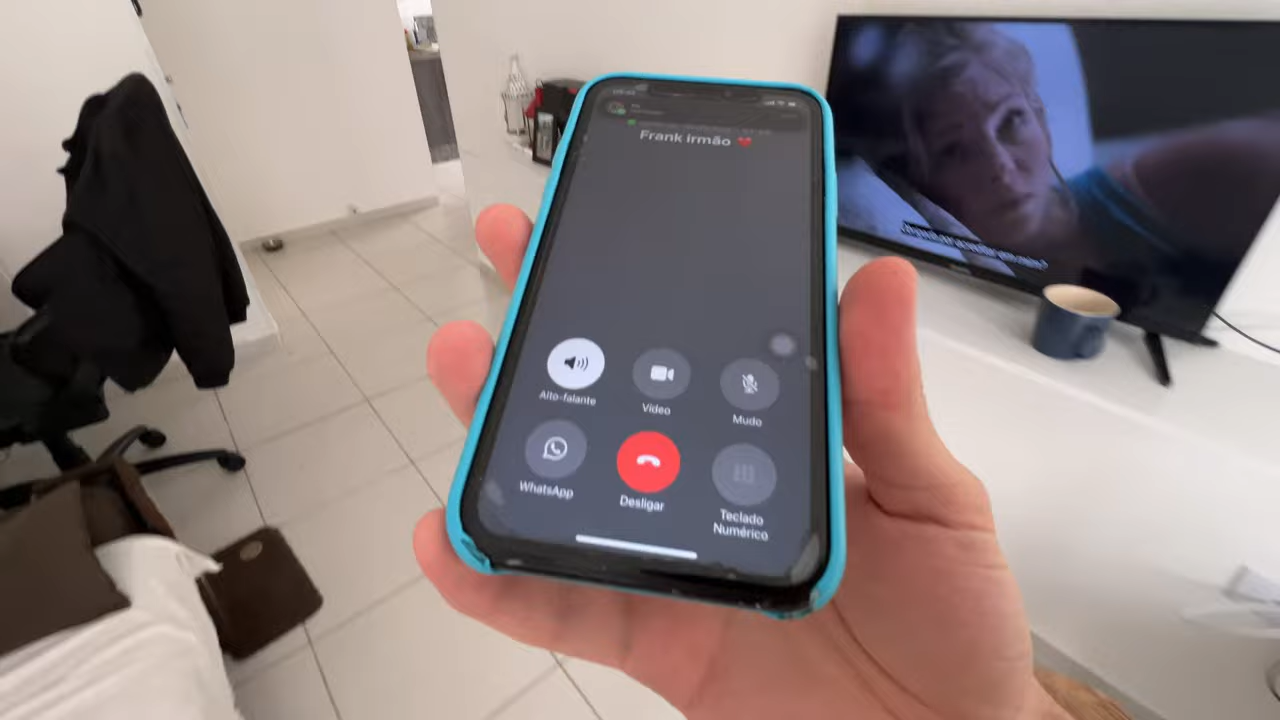 Frank irmão ❤️
Alto-falante
Vídeo
Mudo
WhatsApp
Desligar
Teclado
Numérico